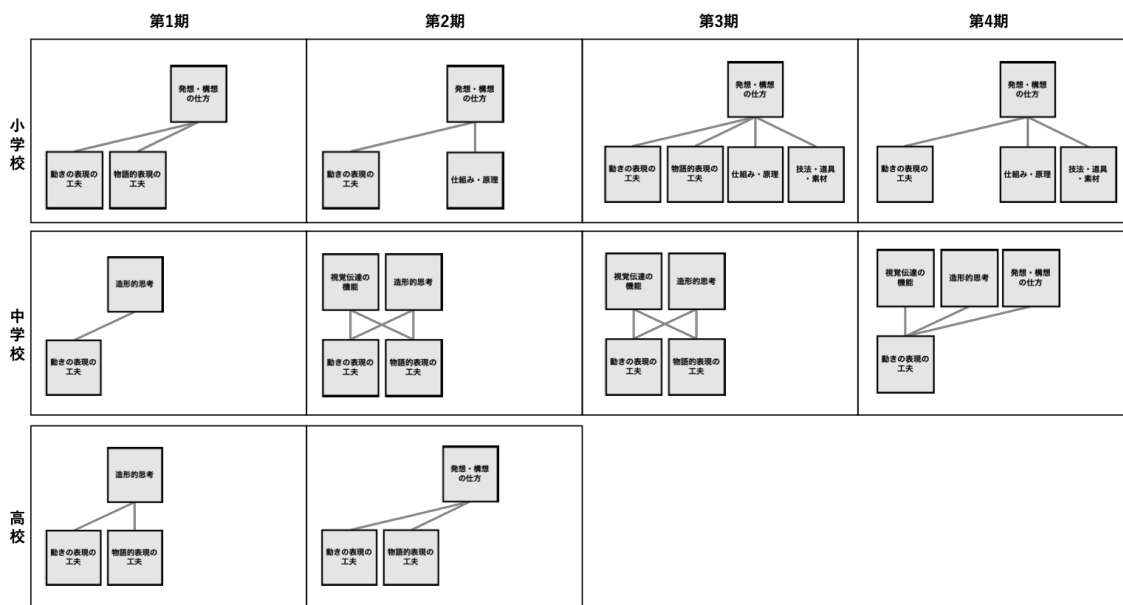 第1期
第2期
第3期
第4期
小学校
発想・構想
の仕方
動きの表現の
工夫
物語的表現の
工夫
発想・構想
の仕方
動きの表現の
工夫
仕組み・原理
発想・構想
の仕方
動きの表現の
工夫
物語的表現の
工夫
仕組み・原理
技法・道具
・素材
発想・構想
の仕方
動きの表現の
工夫
仕組み・原理
技法・道具
・素材
中学校
造形的思考
動きの表現の
工夫
視覚伝達の
機能
造形的思考
動きの表現の
工夫
物語的表現の
工夫
視覚伝達の
機能
造形的思考
動きの表現の
工夫
物語的表現の
工夫
視覚伝達の
機能
造形的思考
発想・構想
の仕方
動きの表現の
工夫
高校
造形的思考
動きの表現の
工夫
物語的表現の
工夫
発想・構想
の仕方
動きの表現の
工夫
物語的表現の
工夫